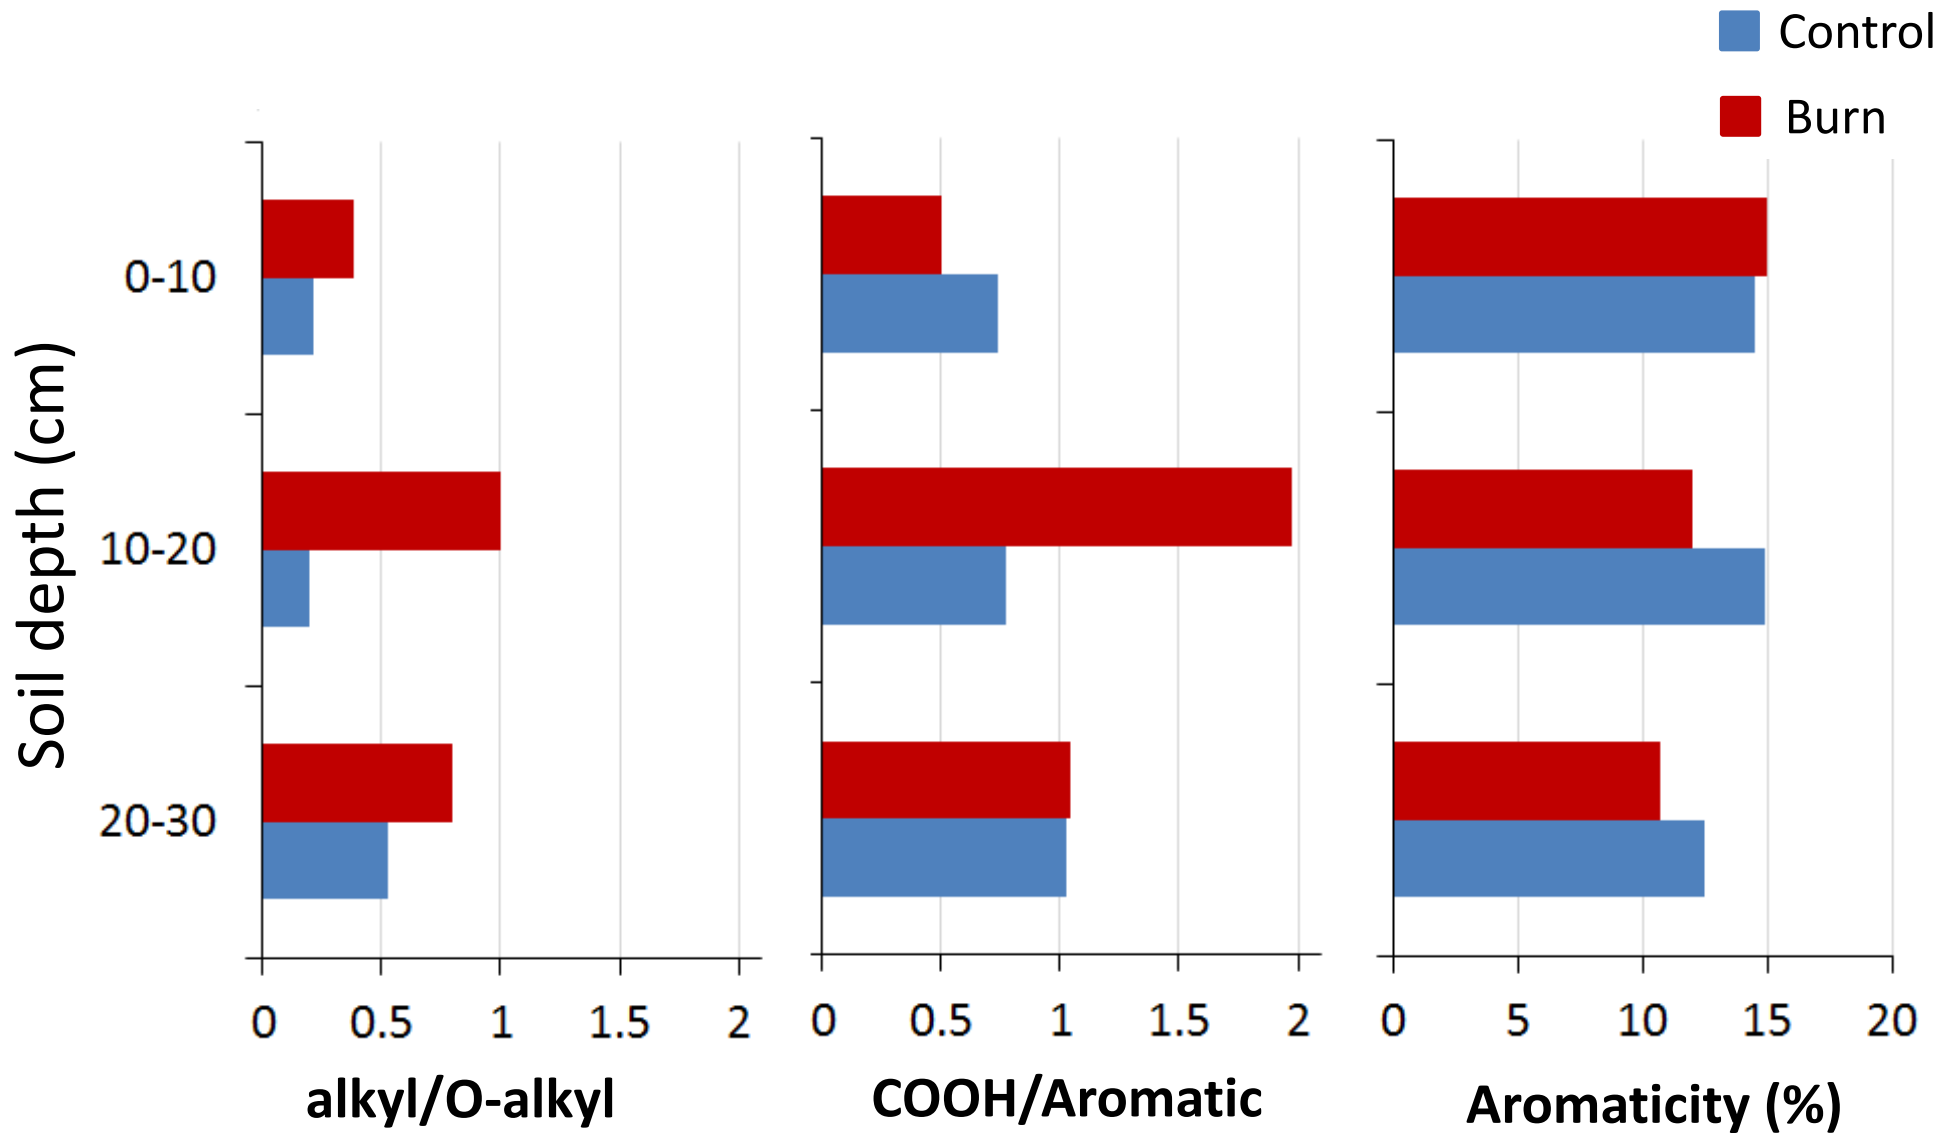 Control
Burn
Soil depth (cm)
0-10
10-20
20-30
0 0.5 1 1.5 2
alkyl/O-alkyl
0 0.5 1 1.5 2
COOH/Aromatic
0 5 10 15 20
Aromaticity (%)